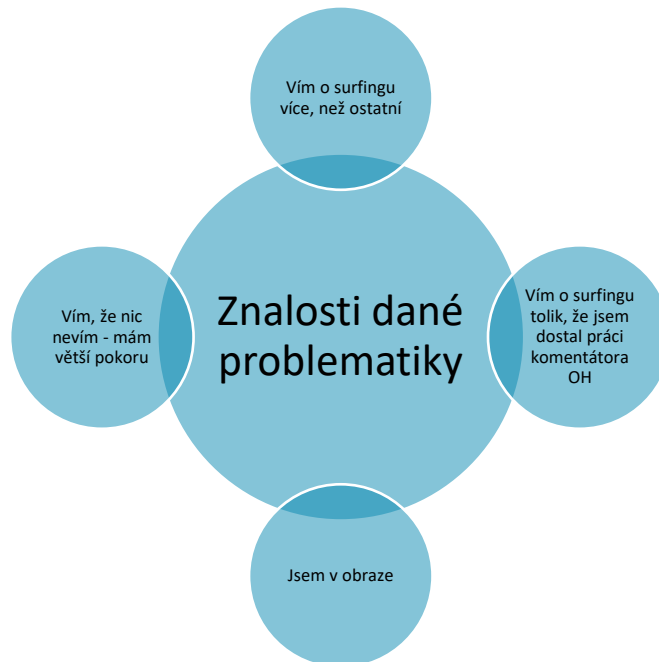 Vím o surfingu
více, než ostatní
Znalosti dané
problematiky
Vím o surfingu
tolik, že jsem
dostal práci
komentátora
OH
Jsem v obraze
Vím, že nic
nevím - mám
větší pokoru